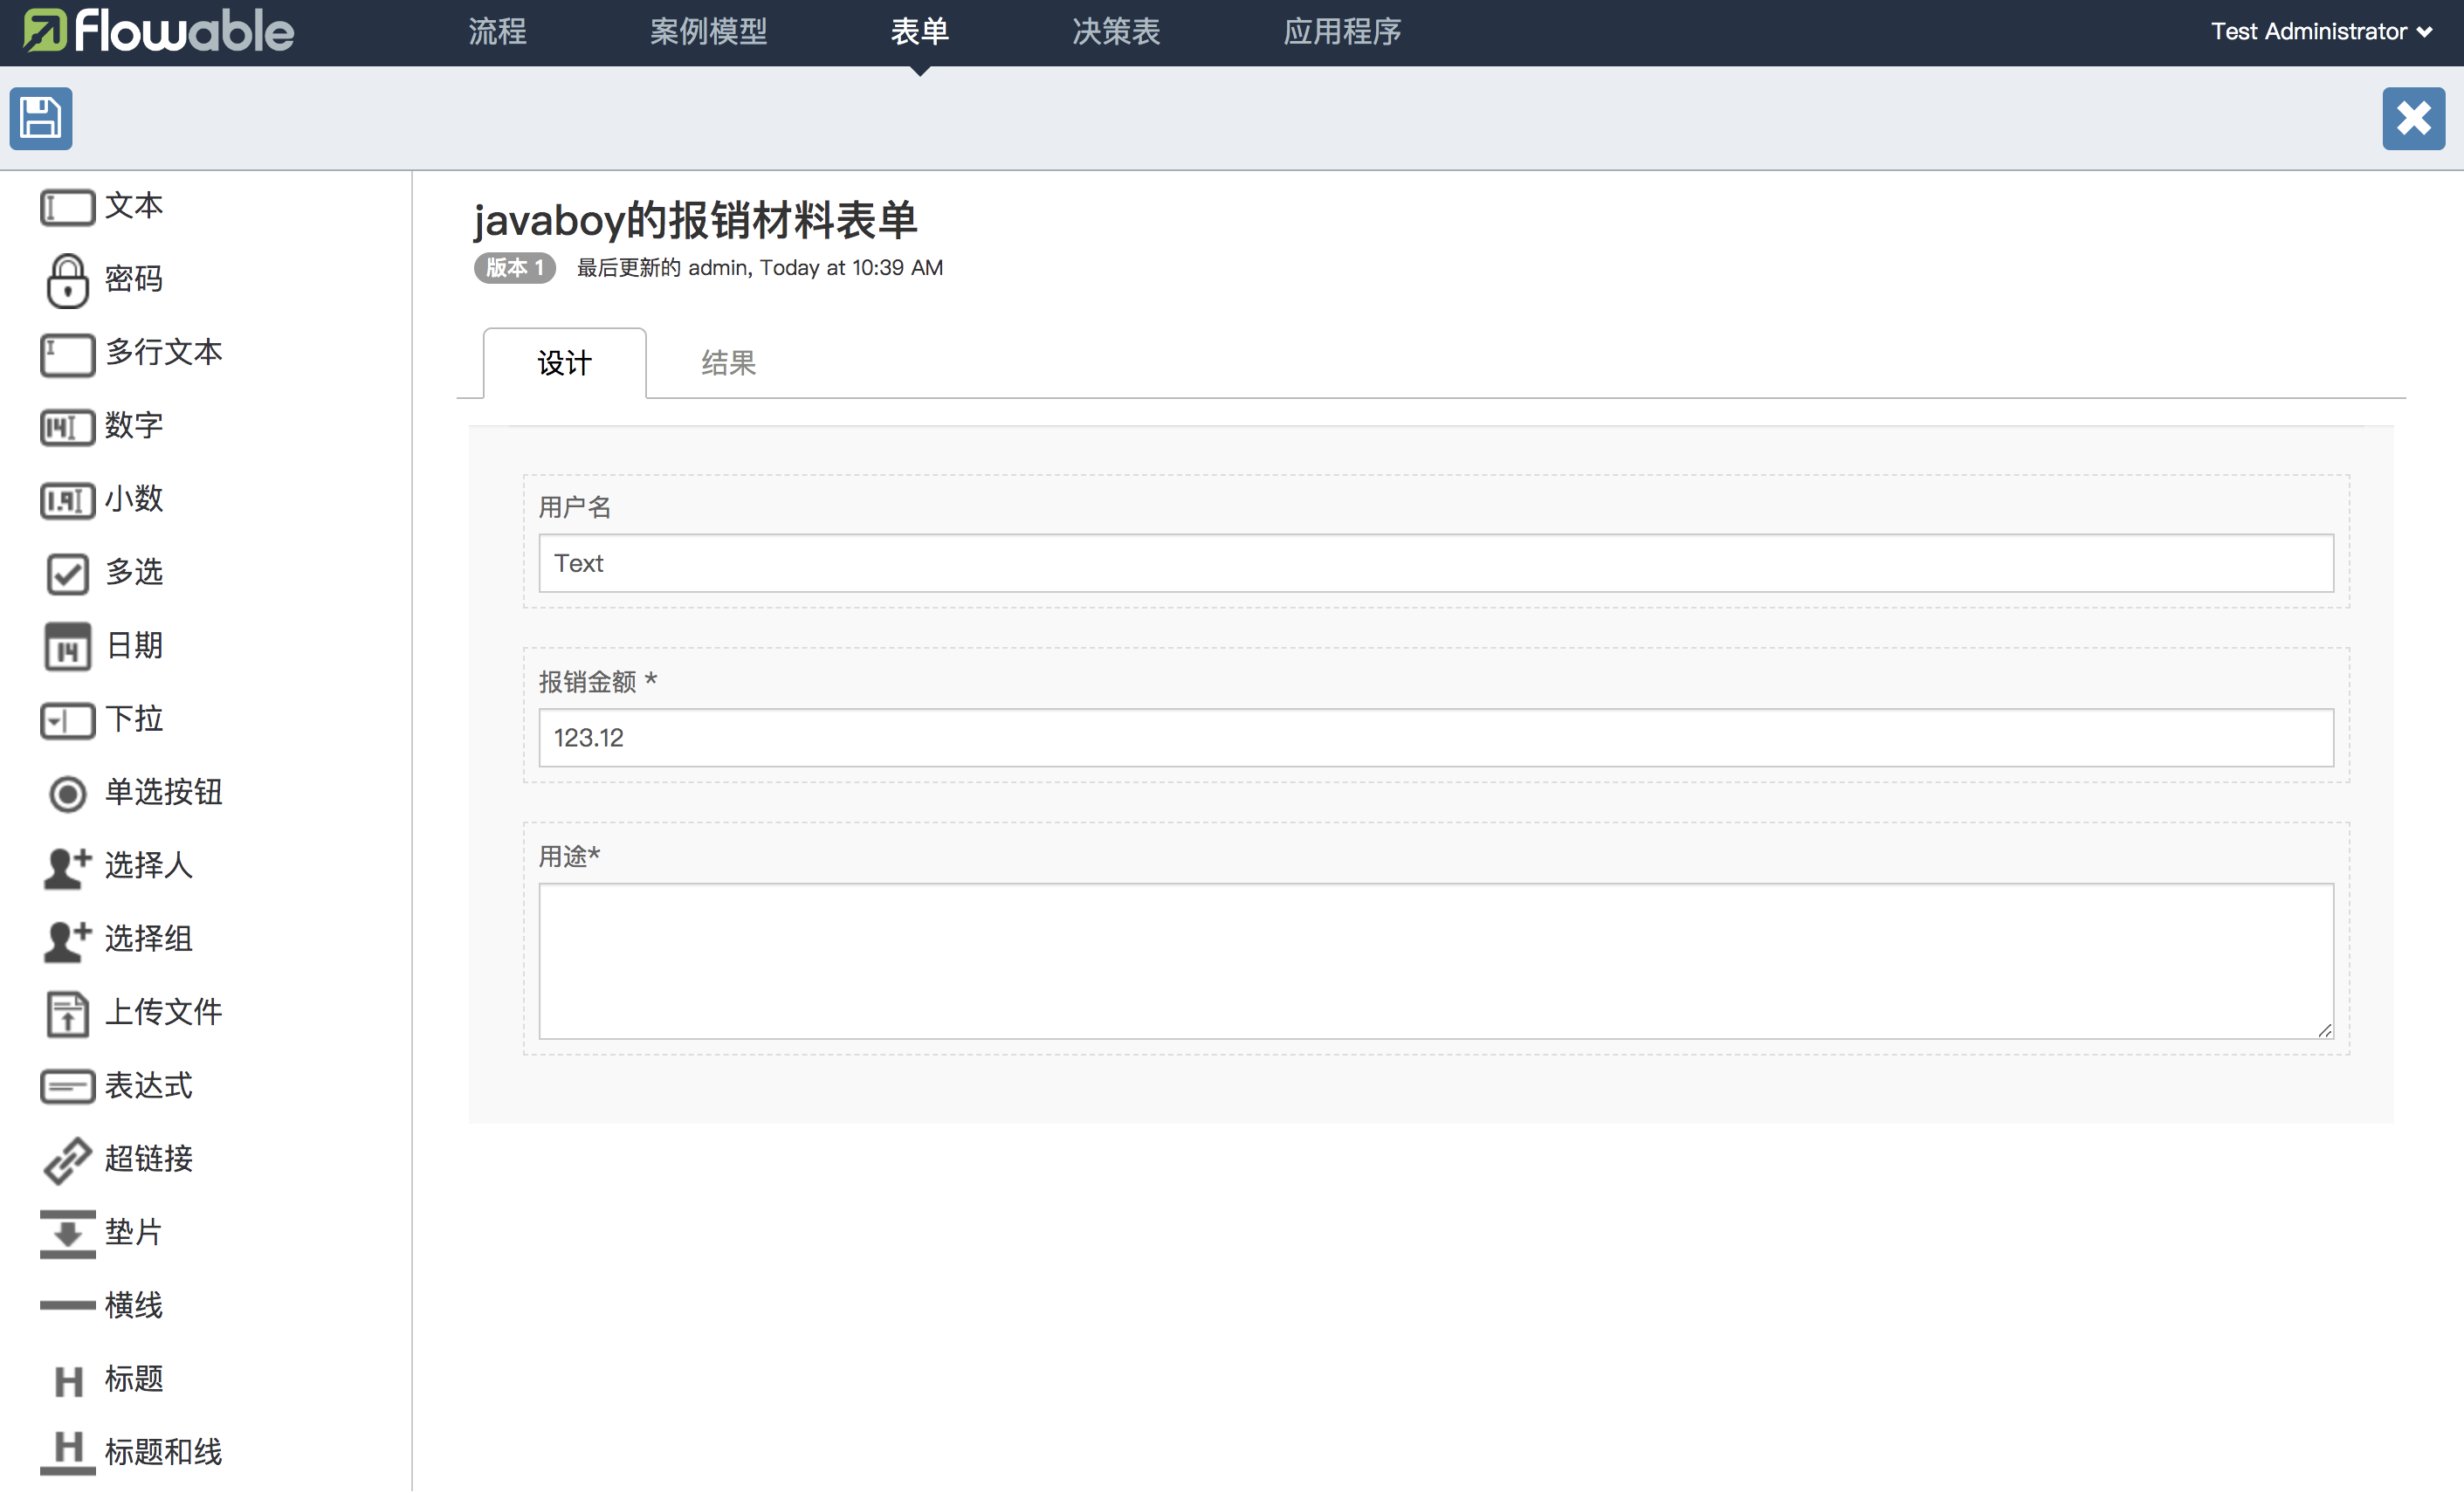 flowable 流程 案例模型 表单 决策表 应用程序 Test Administrator
文本
密码
多行文本
数字
小数
多选
日期
下拉
单选按钮
选择人
选择组
上传文件
表达式
超链接
垫片
横线
标题
标题和线
javaboy的报销材料表单
版本 1 最后更新的 admin, Today at 10:39 AM
设计 结果
用户名
Text
报销金额 *
123.12
用途*